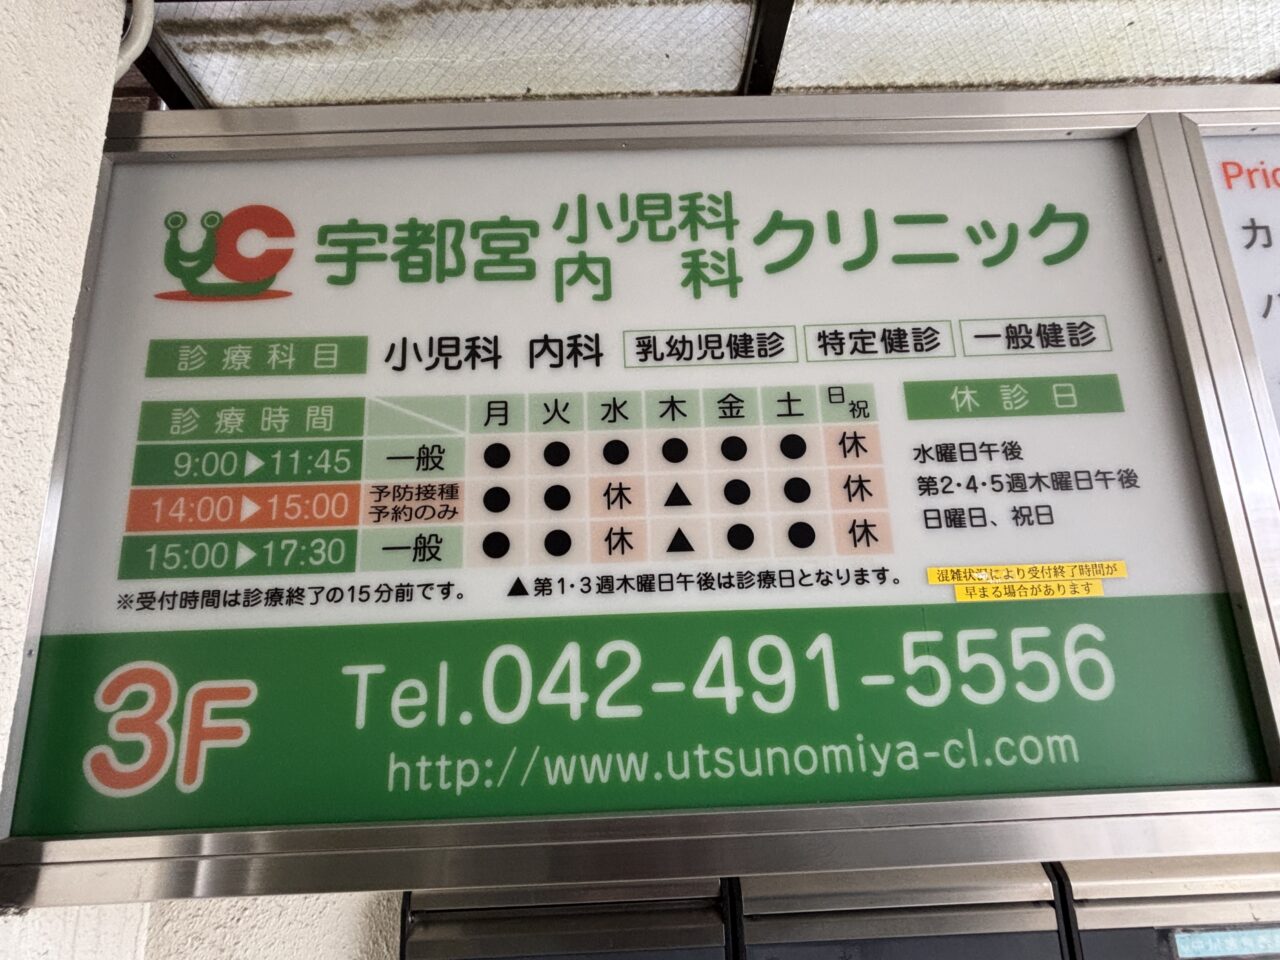 UC 宇都宮 小児科 内科 クリニック
診療科目 小児科 内科 乳幼児健診 特定健診 一般健診
診療時間 月 火 水 木 金 土 日祝
9:00▶11:45 一般 ● ● ● ● ● ● 休
14:00▶15:00 予防接種 予約のみ ● ● 休 ▲ ● ● 休
15:00▶17:30 一般 ● ● 休 ▲ ● ● 休
※受付時間は診療終了の15分前です。 ▲第1・3週木曜日午後は診療日となります。
休診日
水曜日午後
第2・4・5週木曜日午後
日曜日、祝日
混雑状況により受付終了時間が
早まる場合があります
3F
Tel.042-491-5556
http://www.utsunomiya-cl.com
カ